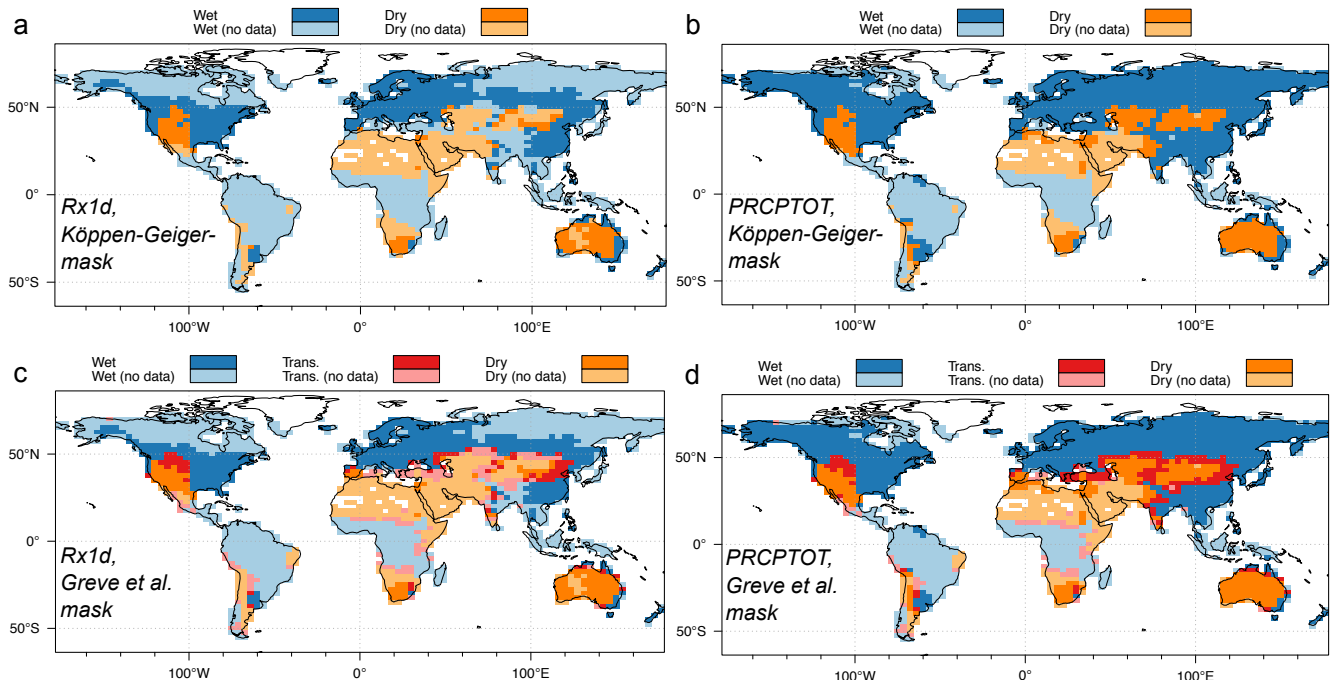 a
Wet
Wet (no data)
Dry
Dry (no data)
50°N
0°
50°S
Rx1d,
Köppen-Geiger-
mask
100°W
0°
100°E
b
Wet
Wet (no data)
Dry
Dry (no data)
50°N
0°
50°S
PRCPTOT,
Köppen-Geiger-
mask
100°W
0°
100°E
c
Wet
Wet (no data)
Trans.
Trans. (no data)
Dry
Dry (no data)
50°N
0°
50°S
Rx1d,
Greve et al.
mask
100°W
0°
100°E
d
Wet
Wet (no data)
Trans.
Trans. (no data)
Dry
Dry (no data)
50°N
0°
50°S
PRCPTOT,
Greve et al.
mask
100°W
0°
100°E